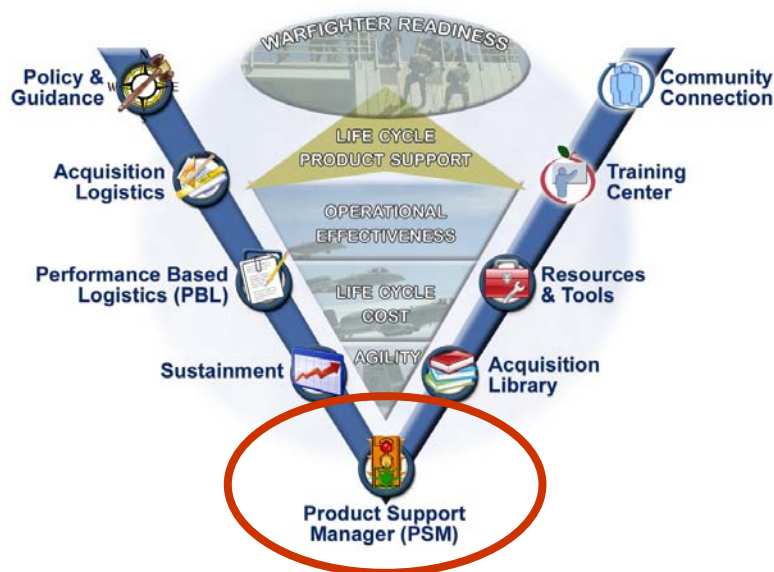 WARFIGHTER READINESS
Policy &
Guidance
N
W
E
Community
Connection
LIFE CYCLE
PRODUCT SUPPORT
Acquisition
Logistics
Training
Center
OPERATIONAL
EFFECTIVENESS
Performance Based
Logistics (PBL)
Resources
& Tools
LIFE CYCLE
COST
AGILITY
Sustainment
Acquisition
Library
Product Support
Manager (PSM)